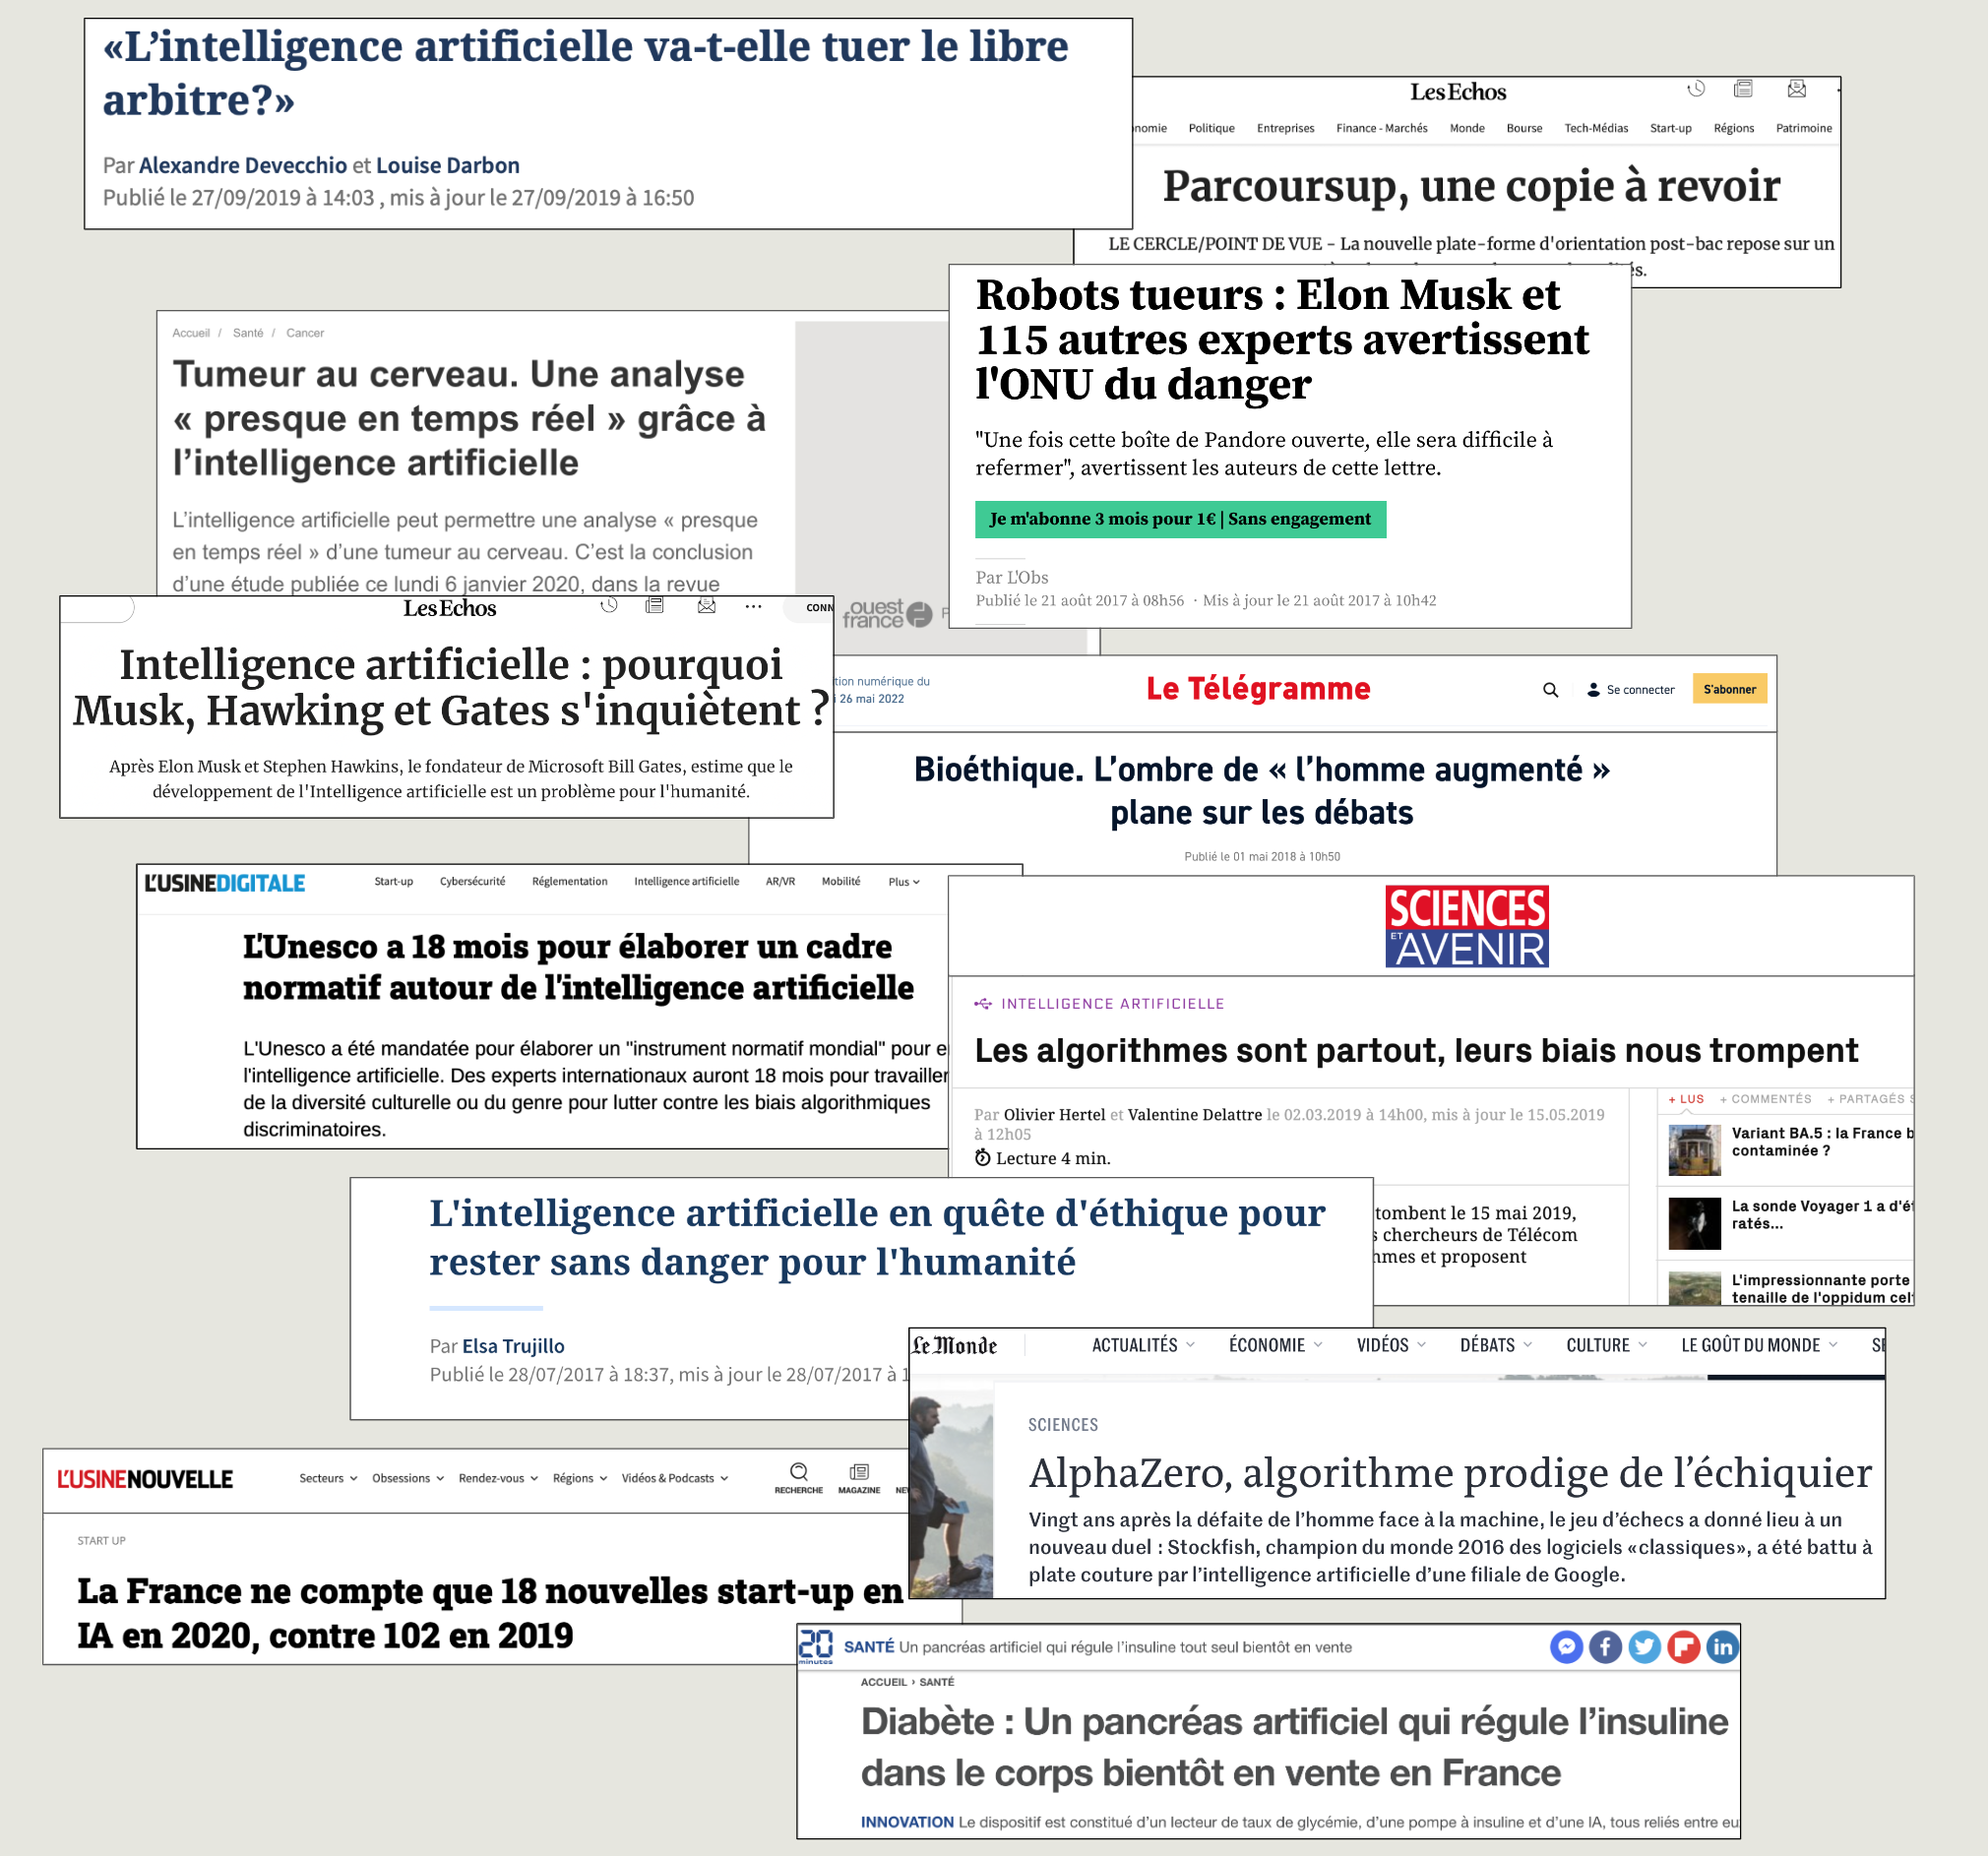 «L'intelligence artificielle va-t-elle tuer le libre
arbitre?»
Par Alexandre Devecchio et Louise Darbon
Publié le 27/09/2019 à 14:03 , mis à jour le 27/09/2019 à 16:50
Les Echos
Politique Entreprises Finance - Marchés Monde Bourse Tech-Médias Start-up Régions Patrimoine
Parcoursup, une copie à revoir
LE CERCLE/POINT DE VUE - La nouvelle plate-forme d'orientation post-bac repose sur un
Accueil / Santé / Cancer
Tumeur au cerveau. Une analyse
« presque en temps réel » grâce à
l'intelligence artificielle
L'intelligence artificielle peut permettre une analyse « presque
en temps réel » d'une tumeur au cerveau. C'est la conclusion
d'une étude publiée ce lundi 6 janvier 2020, dans la revue
ouest
france
Robots tueurs : Elon Musk et
115 autres experts avertissent
l'ONU du danger
"Une fois cette boîte de Pandore ouverte, elle sera difficile à
refermer", avertissent les auteurs de cette lettre.
Je m'abonne 3 mois pour 1€ | Sans engagement
Par L'Obs
Publié le 21 août 2017 à 08h56 · Mis à jour le 21 août 2017 à 10h42
Les Echos
CONN
Intelligence artificielle : pourquoi
Musk, Hawking et Gates s'inquiètent ?
Après Elon Musk et Stephen Hawkins, le fondateur de Microsoft Bill Gates, estime que le
développement de l'Intelligence artificielle est un problème pour l'humanité.
tion numérique du
i 26 mai 2022
Le Télégramme
Se connecter
S'abonner
Bioéthique. L'ombre de « l'homme augmenté »
plane sur les débats
Publié le 01 mai 2018 à 10h50
L'USINEDIGITALE
Start-up Cybersécurité Réglementation Intelligence artificielle AR/VR Mobilité Plus
L'Unesco a 18 mois pour élaborer un cadre
normatif autour de l'intelligence artificielle
L'Unesco a été mandatée pour élaborer un "instrument normatif mondial" pour e
l'intelligence artificielle. Des experts internationaux auront 18 mois pour travailler
de la diversité culturelle ou du genre pour lutter contre les biais algorithmiques
discriminatoires.
SCIENCES
ET AVENIR
INTELLIGENCE ARTIFICIELLE
Les algorithmes sont partout, leurs biais nous trompent
Par Olivier Hertel et Valentine Delattre le 02.03.2019 à 14h00, mis à jour le 15.05.2019
à 12h05
Lecture 4 min.
tombent le 15 mai 2019,
s chercheurs de Télécom
hmes et proposent
+ LUS + COMMENTÉS + PARTAGÉS
Variant BA.5 : la France b
contaminée ?
La sonde Voyager 1 a d'ét
ratés...
L'impressionnante porte
tenaille de l'oppidum celt
L'intelligence artificielle en quête d'éthique pour
rester sans danger pour l'humanité
Par Elsa Trujillo
Publié le 28/07/2017 à 18:37, mis à jour le 28/07/2017 à 1
Le Monde
ACTUALITÉS ÉCONOMIE VIDÉOS DÉBATS CULTURE LE GOÛT DU MONDE SE
SCIENCES
AlphaZero, algorithme prodige de l'échiquier
Vingt ans après la défaite de l'homme face à la machine, le jeu d'échecs a donné lieu à un
nouveau duel : Stockfish, champion du monde 2016 des logiciels «classiques», a été battu à
plate couture par l'intelligence artificielle d'une filiale de Google.
L'USINENOUVELLE
Secteurs Obsessions Rendez-vous Régions Vidéos & Podcasts
RECHERCHE MAGAZINE NEW
START UP
La France ne compte que 18 nouvelles start-up en
IA en 2020, contre 102 en 2019
20
minutes
SANTÉ Un pancréas artificiel qui régule l'insuline tout seul bientôt en vente
ACCUEIL › SANTÉ
Diabète : Un pancréas artificiel qui régule l'insuline
dans le corps bientôt en vente en France
INNOVATION Le dispositif est constitué d'un lecteur de taux de glycémie, d'une pompe à insuline et d'une IA, tous reliés entre eu